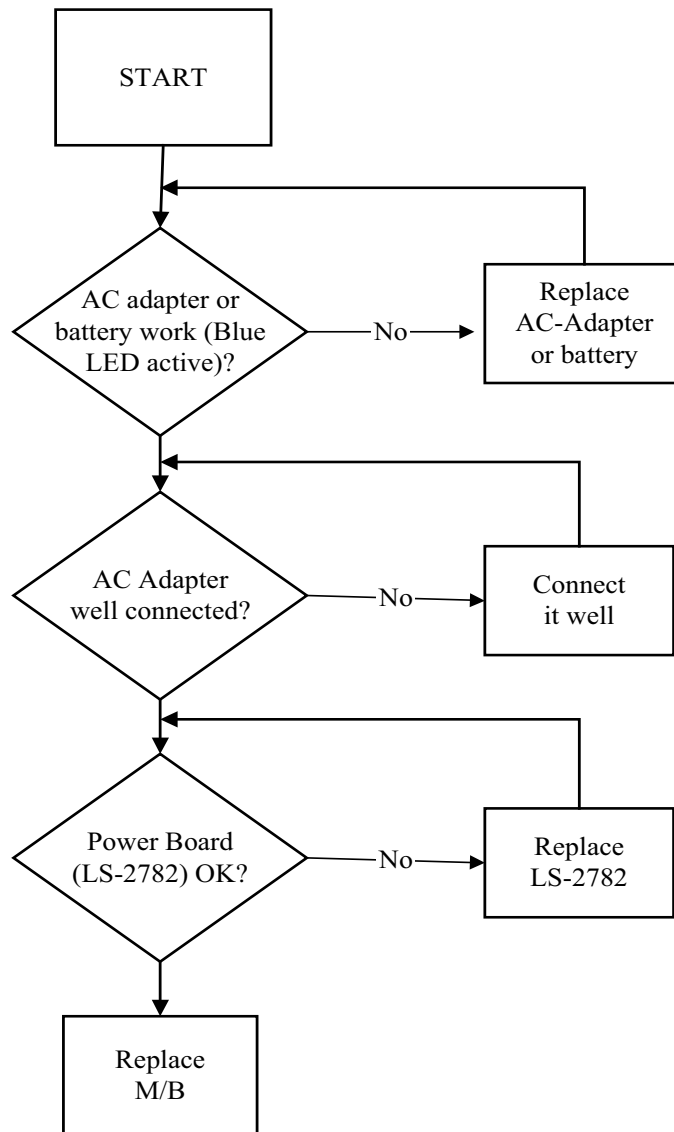 START
AC adapter or
battery work (Blue
LED active)?
No
Replace
AC-Adapter
or battery
AC Adapter
well connected?
No
Connect
it well
Power Board
(LS-2782) OK?
No
Replace
LS-2782
Replace
M/B